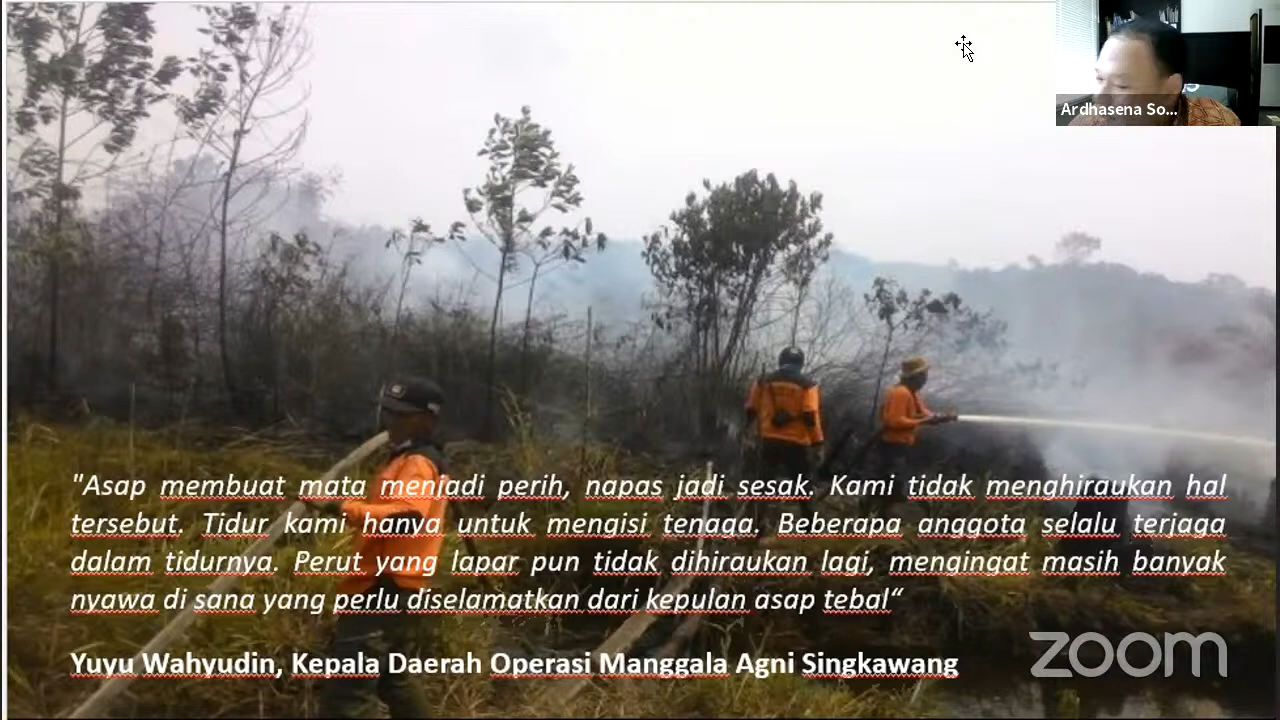 Ardhasena So...
"Asap membuat mata menjadi perih, napas jadi sesak. Kami tidak menghiraukan hal
tersebut. Tidur kami hanya untuk mengisi tenaga. Beberapa anggota selalu terjaga
dalam tidurnya. Perut yang lapar pun tidak dihiraukan lagi, mengingat masih banyak
nyawa di sana yang perlu diselamatkan dari kepulan asap tebal“
Yuyu Wahyudin, Kepala Daerah Operasi Manggala Agni Singkawang
zoom